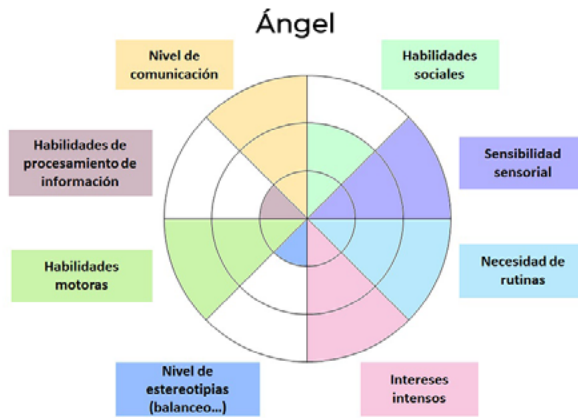 Ángel
Nivel de
comunicación
Habilidades
sociales
Habilidades de
procesamiento de
información
Sensibilidad
sensorial
Habilidades
motoras
Necesidad de
rutinas
Nivel de
estereotipias
(balanceo...)
Intereses
intensos